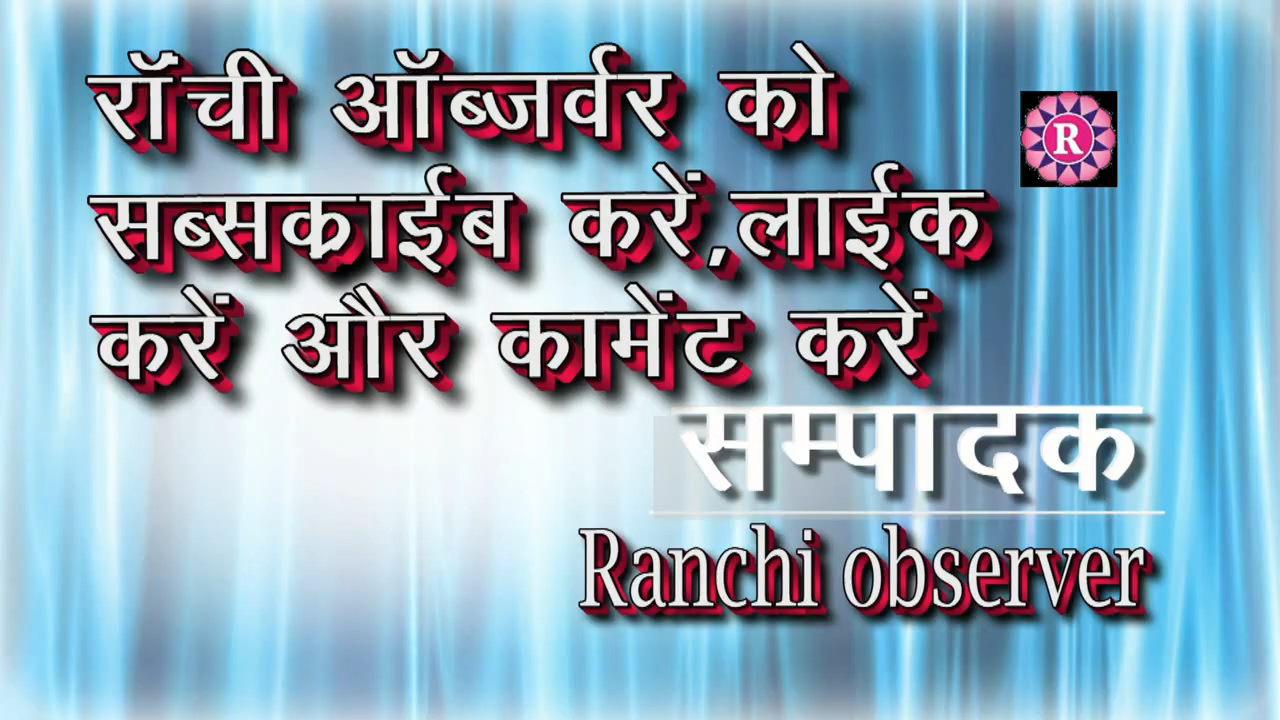 रॉची ऑब्जर्वर को
R
सब्सक्राईब करें,लाईक
करें और कामेंट करें
सम्पादक
Ranchi observer